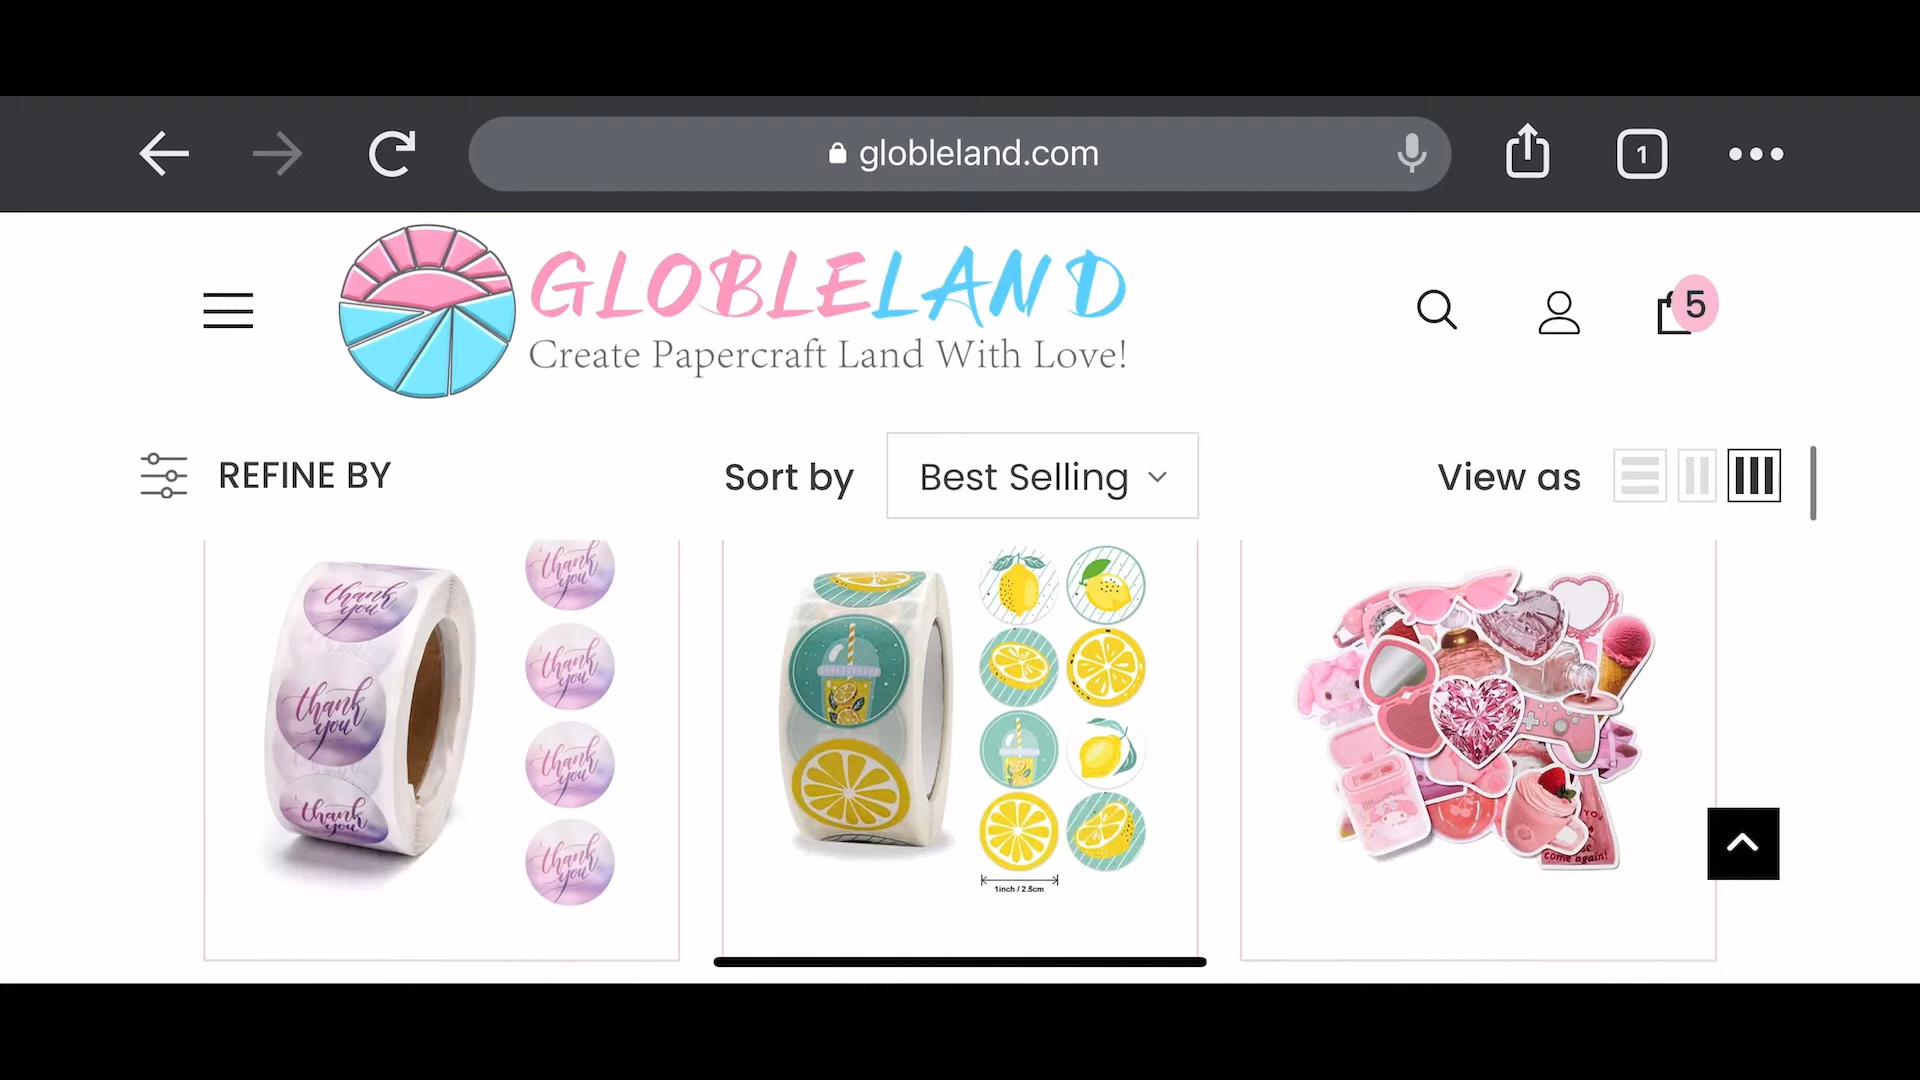 globleland.com
1
GLOBLELAND
Create Papercraft Land With Love!
5
REFINE BY
Sort by
Best Selling
View as
thank you
thank you
thank you
thank you
thank you
thank you
thank you
1inch / 2.5cm
YOU
come again!